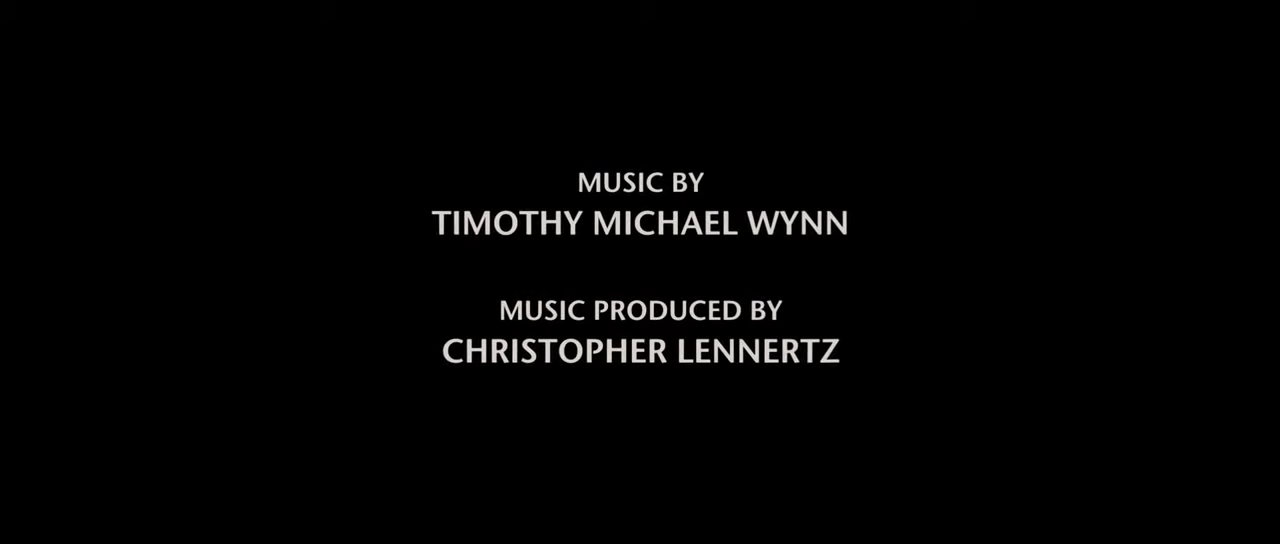 MUSIC BY
TIMOTHY MICHAEL WYNN
MUSIC PRODUCED BY
CHRISTOPHER LENNERTZ